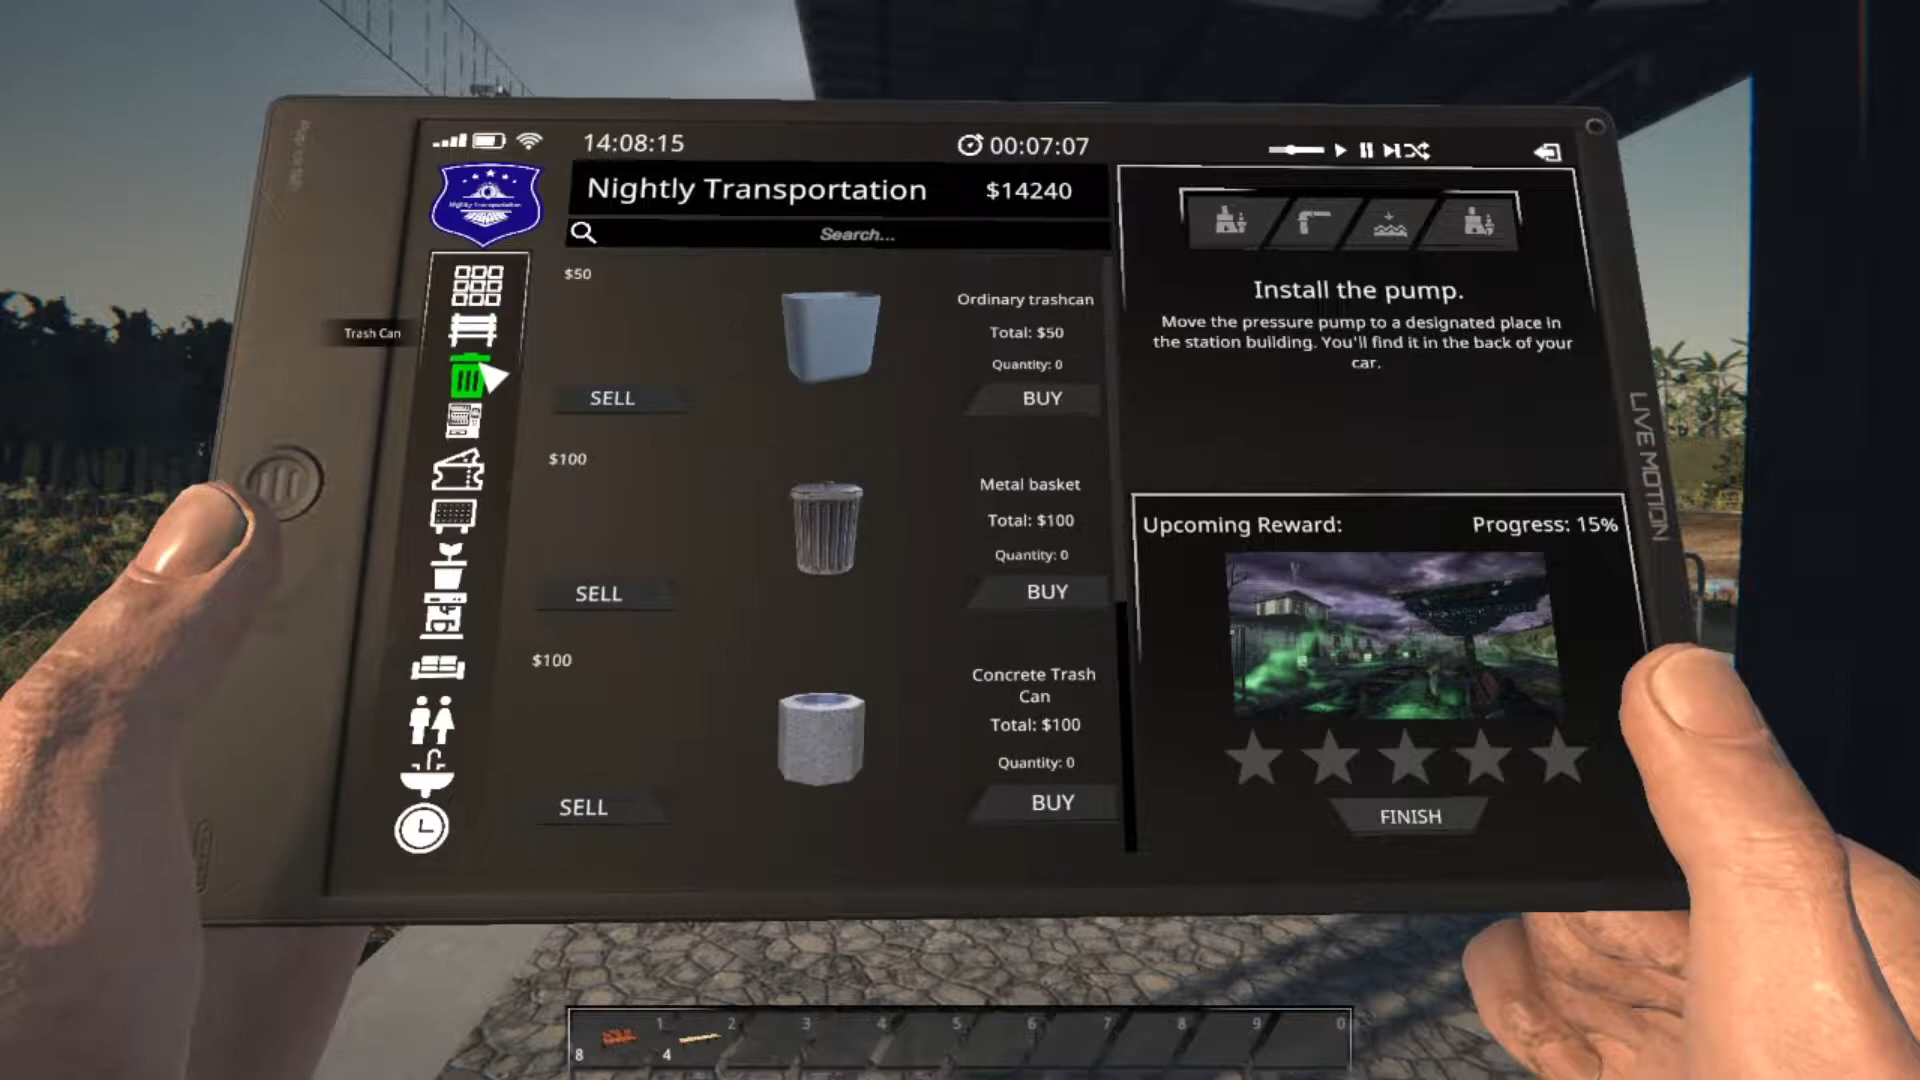 14:08:15
00:07:07
Nightly Transportation
Nightly Transportation
$14240
Search...
Trash Can
$50
Ordinary trashcan
Total: $50
Quantity: 0
SELL
BUY
$100
Metal basket
Total: $100
Quantity: 0
SELL
BUY
$100
Concrete Trash
Can
Total: $100
Quantity: 0
SELL
BUY
Install the pump.
Move the pressure pump to a designated place in
the station building. You'll find it in the back of your
car.
Upcoming Reward:
Progress: 15%
FINISH
LIVE MOTION
1 2 3 4 5 6 7 8 9 0
8 4